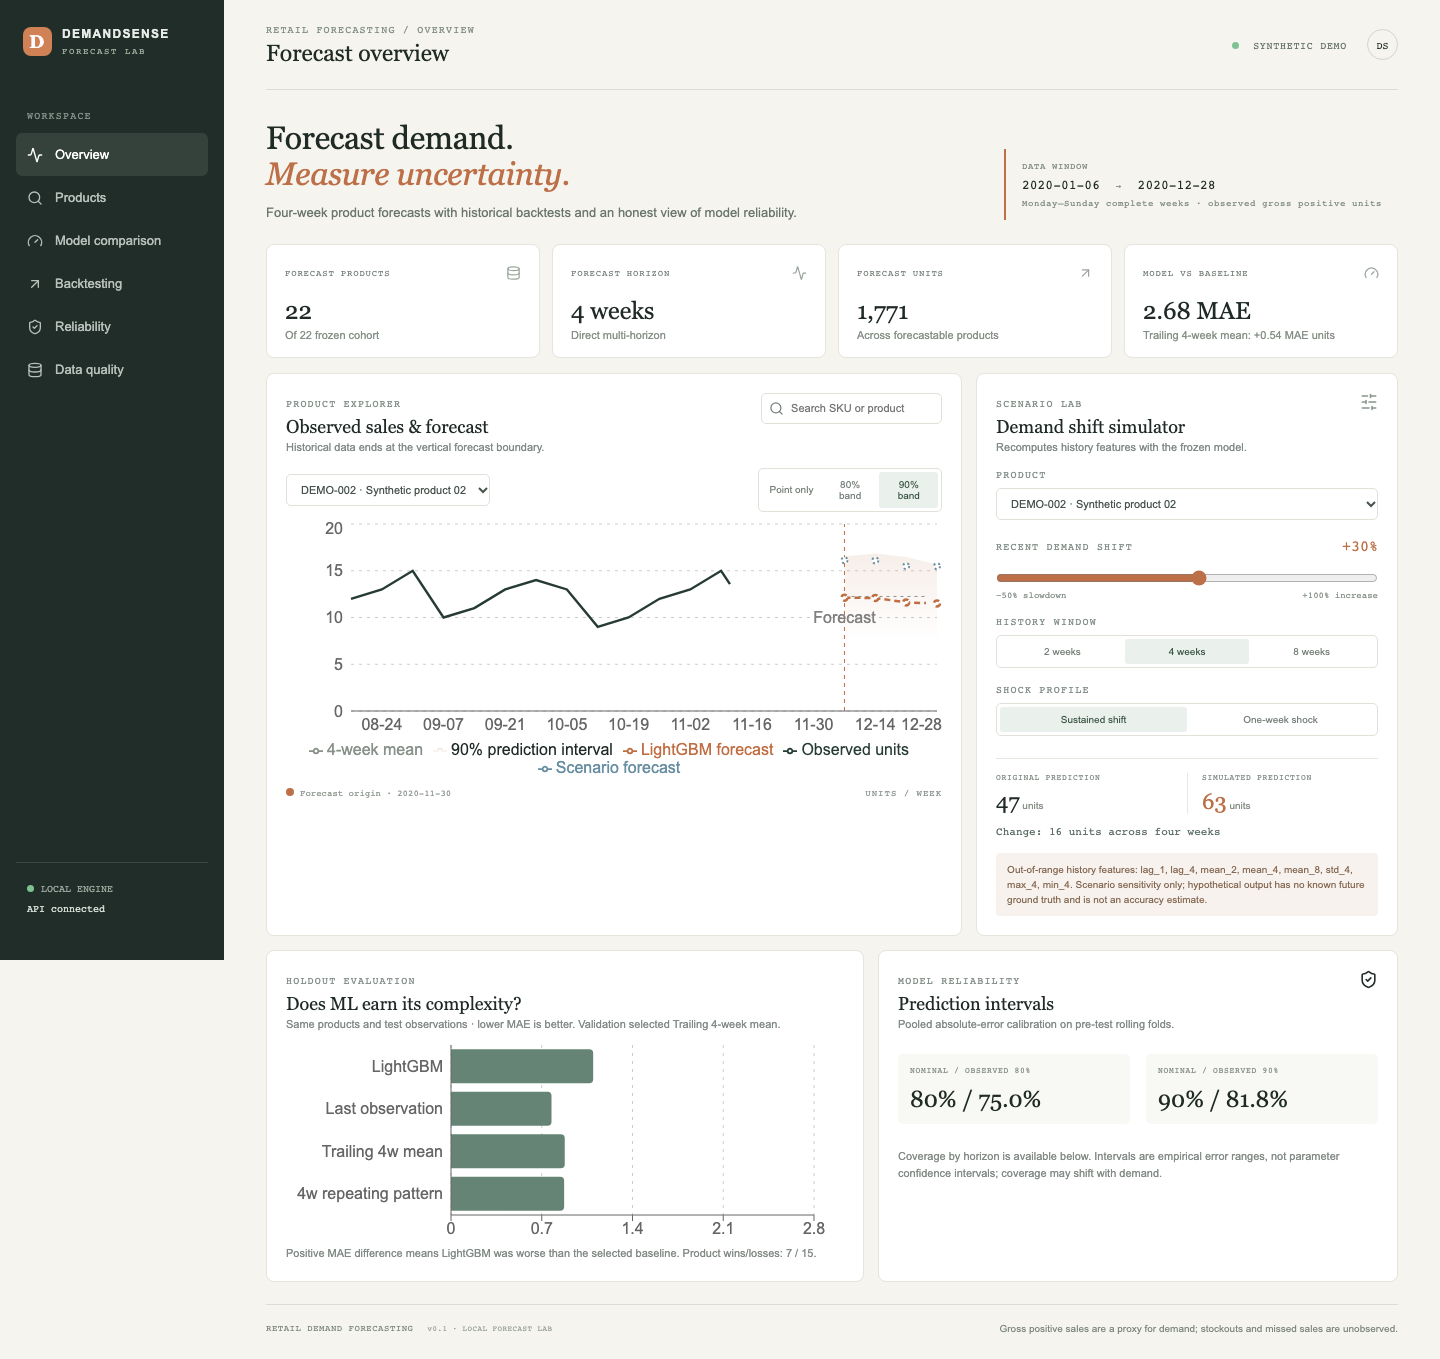 D
DEMANDSENSE
FORECAST LAB
WORKSPACE
Overview
Products
Model comparison
Backtesting
Reliability
Data quality
LOCAL ENGINE
API connected
RETAIL FORECASTING / OVERVIEW
Forecast overview
SYNTHETIC DEMO
DS
Forecast demand.
Measure uncertainty.
Four-week product forecasts with historical backtests and an honest view of model reliability.
DATA WINDOW
2020-01-06 → 2020-12-28
Monday–Sunday complete weeks · observed gross positive units
FORECAST PRODUCTS
22
Of 22 frozen cohort
FORECAST HORIZON
4 weeks
Direct multi-horizon
FORECAST UNITS
1,771
Across forecastable products
MODEL VS BASELINE
2.68 MAE
Trailing 4-week mean: +0.54 MAE units
PRODUCT EXPLORER
Observed sales & forecast
Historical data ends at the vertical forecast boundary.
Search SKU or product
DEMO-002 · Synthetic product 02
Point only
80% band
90% band
20
15
10
5
0
Forecast
08-24 09-07 09-21 10-05 10-19 11-02 11-16 11-30 12-14 12-28
4-week mean 90% prediction interval LightGBM forecast Observed units
Scenario forecast
Forecast origin · 2020-11-30
UNITS / WEEK
SCENARIO LAB
Demand shift simulator
Recomputes history features with the frozen model.
PRODUCT
DEMO-002 · Synthetic product 02
RECENT DEMAND SHIFT
+30%
−50% slowdown
+100% increase
HISTORY WINDOW
2 weeks
4 weeks
8 weeks
SHOCK PROFILE
Sustained shift
One-week shock
ORIGINAL PREDICTION
47 units
SIMULATED PREDICTION
63 units
Change: 16 units across four weeks
Out-of-range history features: lag_1, lag_4, mean_2, mean_4, mean_8, std_4,
max_4, min_4. Scenario sensitivity only; hypothetical output has no known future
ground truth and is not an accuracy estimate.
HOLDOUT EVALUATION
Does ML earn its complexity?
Same products and test observations · lower MAE is better. Validation selected Trailing 4-week mean.
LightGBM
Last observation
Trailing 4w mean
4w repeating pattern
0 0.7 1.4 2.1 2.8
Positive MAE difference means LightGBM was worse than the selected baseline. Product wins/losses: 7 / 15.
MODEL RELIABILITY
Prediction intervals
Pooled absolute-error calibration on pre-test rolling folds.
NOMINAL / OBSERVED 80%
80% / 75.0%
NOMINAL / OBSERVED 90%
90% / 81.8%
Coverage by horizon is available below. Intervals are empirical error ranges, not parameter
confidence intervals; coverage may shift with demand.
RETAIL DEMAND FORECASTING
v0.1 · LOCAL FORECAST LAB
Gross positive sales are a proxy for demand; stockouts and missed sales are unobserved.